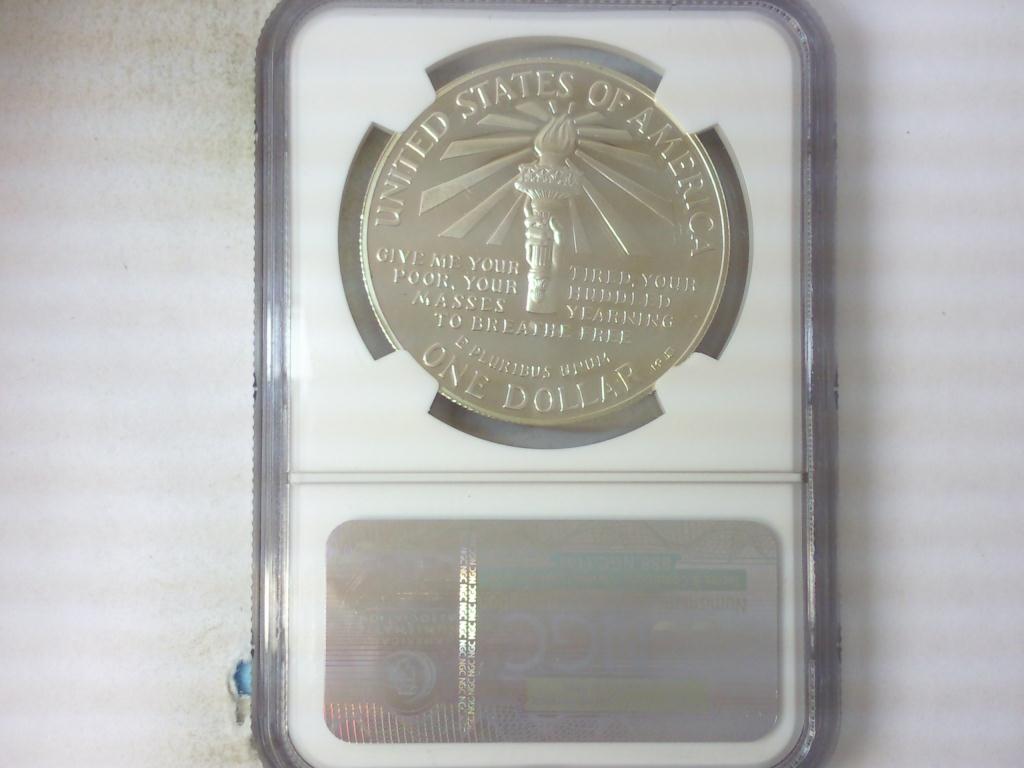 UNITED STATES OF AMERICA
GIVE ME YOUR TIRED, YOUR
POOR, YOUR HUDDLED
MASSES YEARNING
TO BREATHE FREE
E PLURIBUS UNUM
ONE DOLLAR
NGC